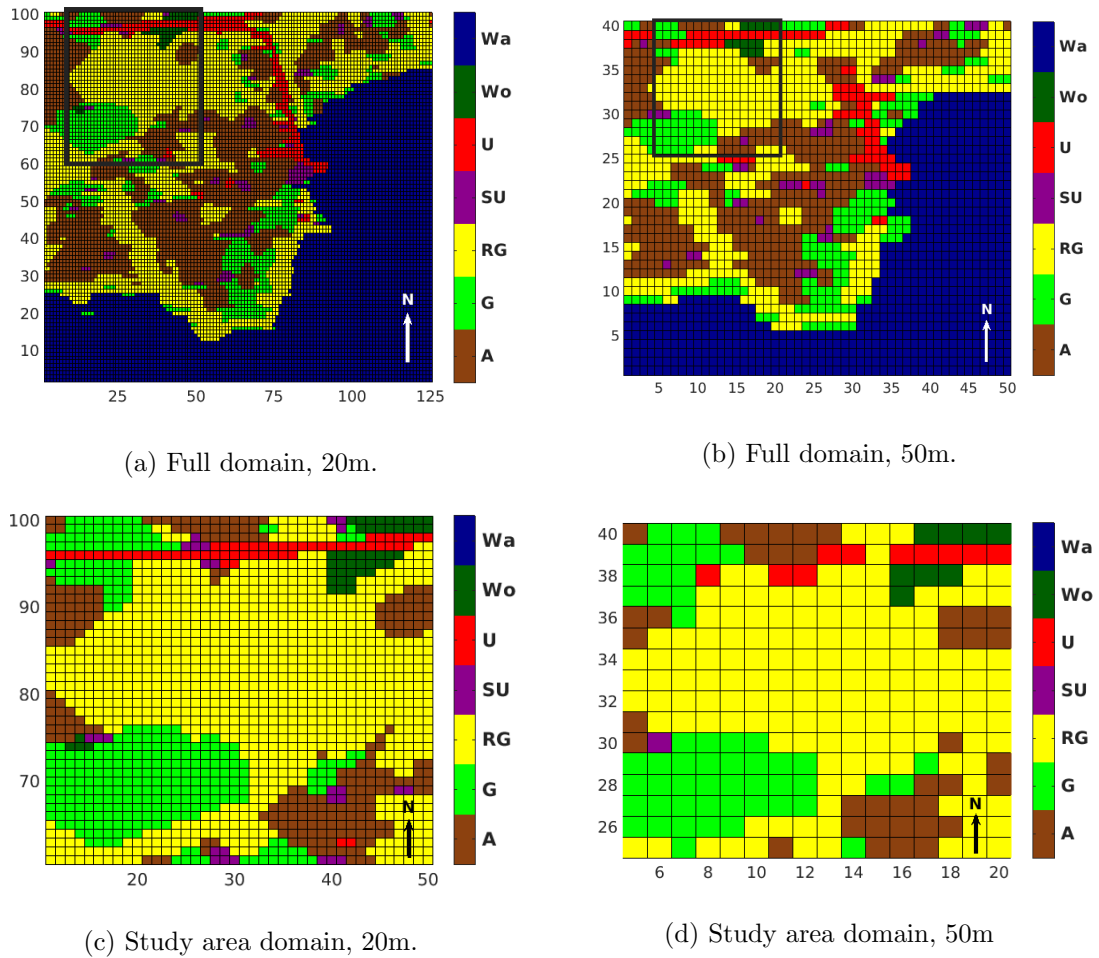 100
90
80
70
60
50
40
30
20
10
25 50 75 100 125
N
Wa
Wo
U
SU
RG
G
A
(a) Full domain, 20m.
40
35
30
25
20
15
10
5
5 10 15 20 25 30 35 40 45 50
N
Wa
Wo
U
SU
RG
G
A
(b) Full domain, 50m.
100
90
80
70
20 30 40 50
N
Wa
Wo
U
SU
RG
G
A
(c) Study area domain, 20m.
40
38
36
34
32
30
28
26
6 8 10 12 14 16 18 20
N
Wa
Wo
U
SU
RG
G
A
(d) Study area domain, 50m